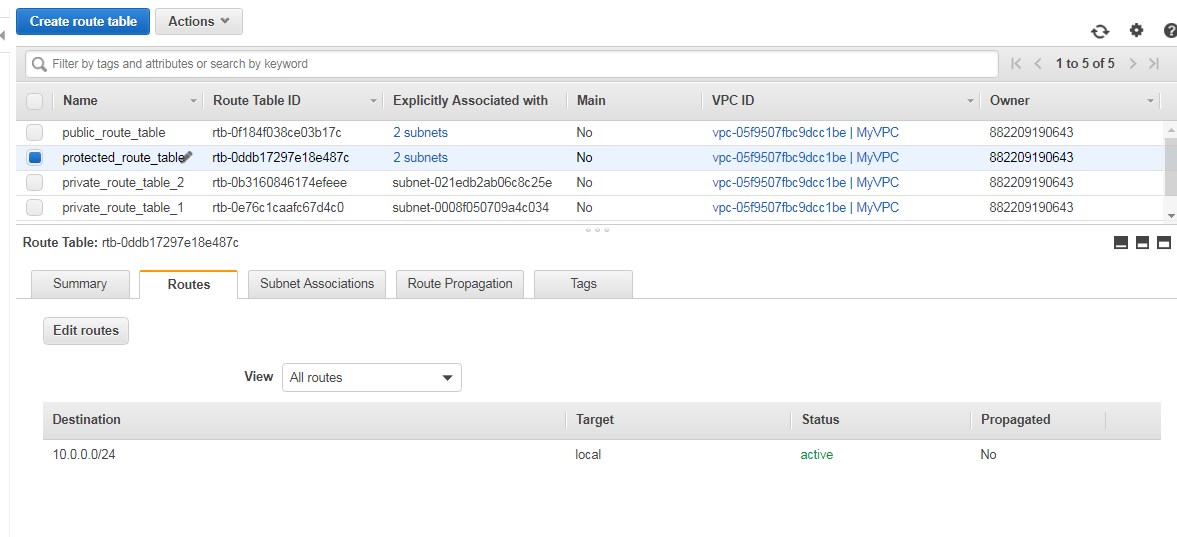 Create route table Actions
Filter by tags and attributes or search by keyword 1 to 5 of 5
Name Route Table ID Explicitly Associated with Main VPC ID Owner
public_route_table rtb-0f184f038ce03b17c 2 subnets No vpc-05f9507fbc9dcc1be | MyVPC 882209190643
protected_route_table rtb-0ddb17297e18e487c 2 subnets No vpc-05f9507fbc9dcc1be | MyVPC 882209190643
private_route_table_2 rtb-0b3160846174efeee subnet-021edb2ab06c8c25e No vpc-05f9507fbc9dcc1be | MyVPC 882209190643
private_route_table_1 rtb-0e76c1caafc67d4c0 subnet-0008f050709a4c034 No vpc-05f9507fbc9dcc1be | MyVPC 882209190643
Route Table: rtb-0ddb17297e18e487c
Summary Routes Subnet Associations Route Propagation Tags
Edit routes
View All routes
Destination Target Status Propagated
10.0.0.0/24 local active No